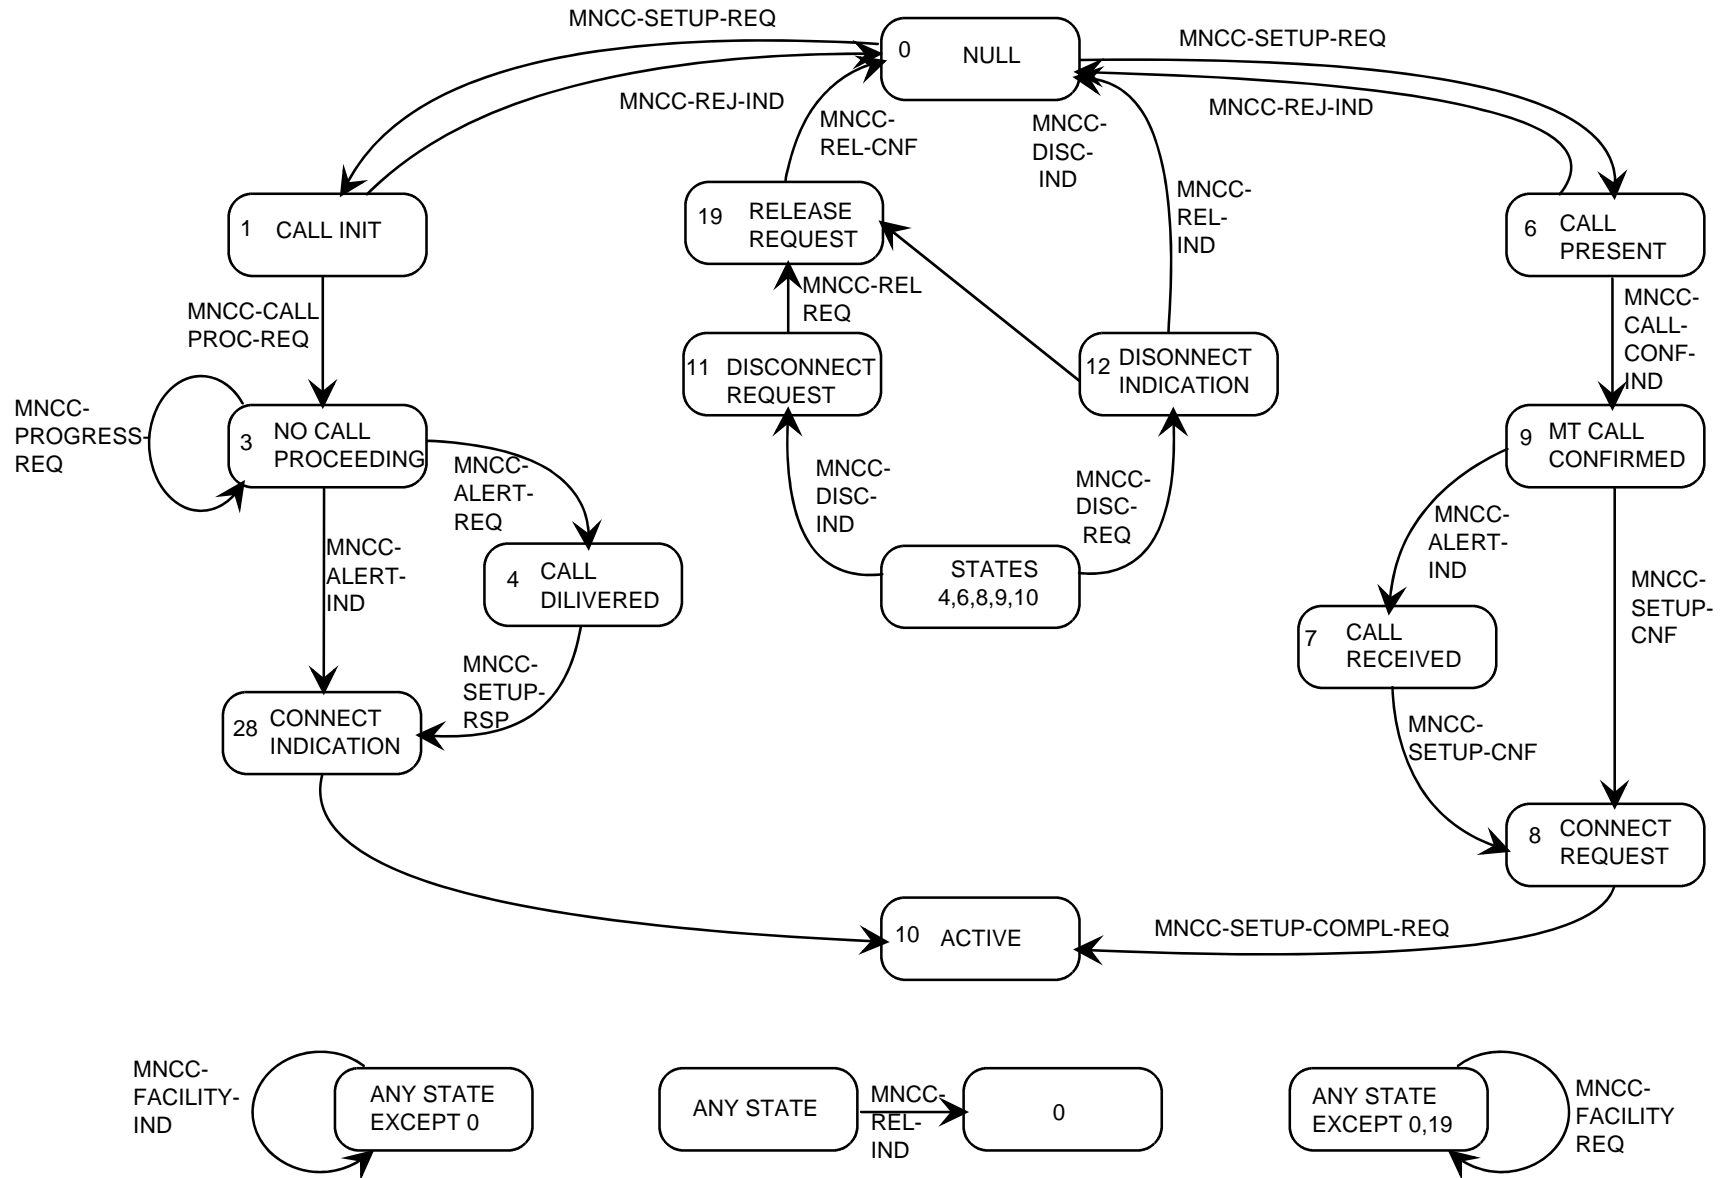 MNCC-SETUP-REQ
0 NULL
MNCC-SETUP-REQ
MNCC-REJ-IND
MNCC-REJ-IND
MNCC-
REL-CNF
MNCC-
DISC-
IND
MNCC-
REL-
IND
1 CALL INIT
19 RELEASE
REQUEST
6 CALL
PRESENT
MNCC-CALL
PROC-REQ
MNCC-REL
REQ
MNCC-
CALL-
CONF-
IND
11 DISCONNECT
REQUEST
12 DISONNECT
INDICATION
MNCC-
PROGRESS-
REQ
3 NO CALL
PROCEEDING
9 MT CALL
CONFIRMED
MNCC-
ALERT-
REQ
MNCC-
DISC-
IND
MNCC-
DISC-
REQ
MNCC-
ALERT-
IND
MNCC-
ALERT-
IND
4 CALL
DILIVERED
STATES
4,6,8,9,10
MNCC-
SETUP-
CNF
7 CALL
RECEIVED
MNCC-
SETUP-
RSP
28 CONNECT
INDICATION
MNCC-
SETUP-CNF
8 CONNECT
REQUEST
10 ACTIVE
MNCC-SETUP-COMPL-REQ
MNCC-
FACILITY-
IND
ANY STATE
EXCEPT 0
ANY STATE
MNCC-
REL-
IND
0
ANY STATE
EXCEPT 0,19
MNCC-
FACILITY
REQ